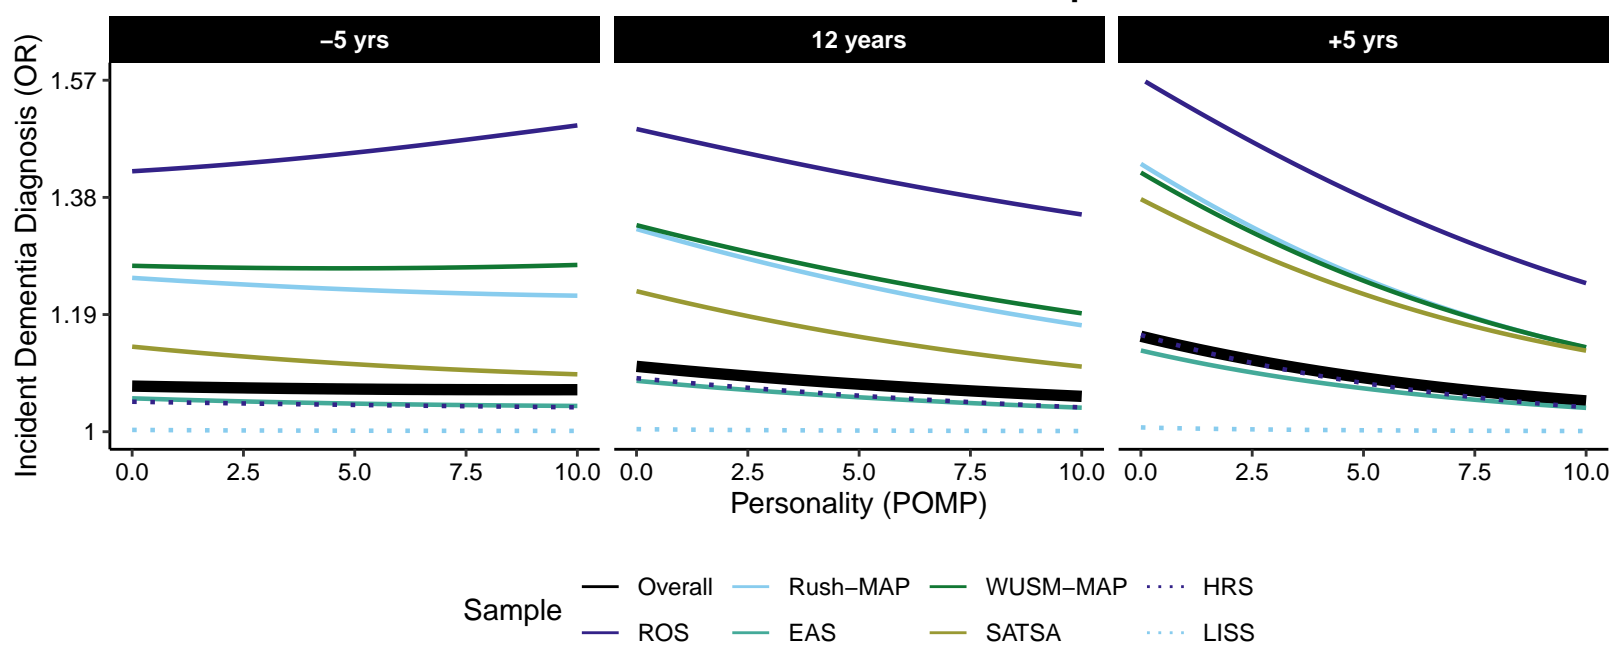 −5 yrs
12 years
+5 yrs
Incident Dementia Diagnosis (OR)
1.57
1.38
1.19
1
0.0 2.5 5.0 7.5 10.0
0.0 2.5 5.0 7.5 10.0
0.0 2.5 5.0 7.5 10.0
Personality (POMP)
Sample
Overall Rush−MAP WUSM−MAP HRS
ROS EAS SATSA LISS